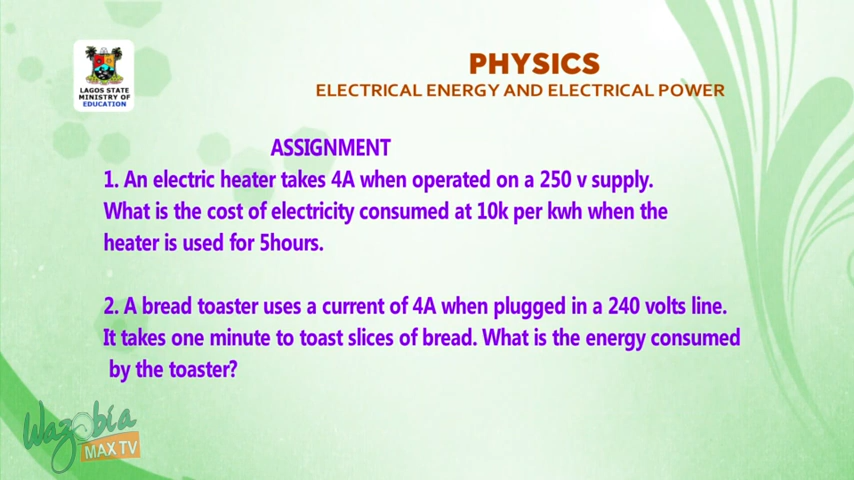 PHYSICS
ELECTRICAL ENERGY AND ELECTRICAL POWER
LAGOS STATE
MINISTRY OF
EDUCATION
ASSIGNMENT
1. An electric heater takes 4A when operated on a 250 v supply.
What is the cost of electricity consumed at 10k per kwh when the
heater is used for 5hours.
2. A bread toaster uses a current of 4A when plugged in a 240 volts line.
It takes one minute to toast slices of bread. What is the energy consumed
by the toaster?
Wazobia
MAX TV